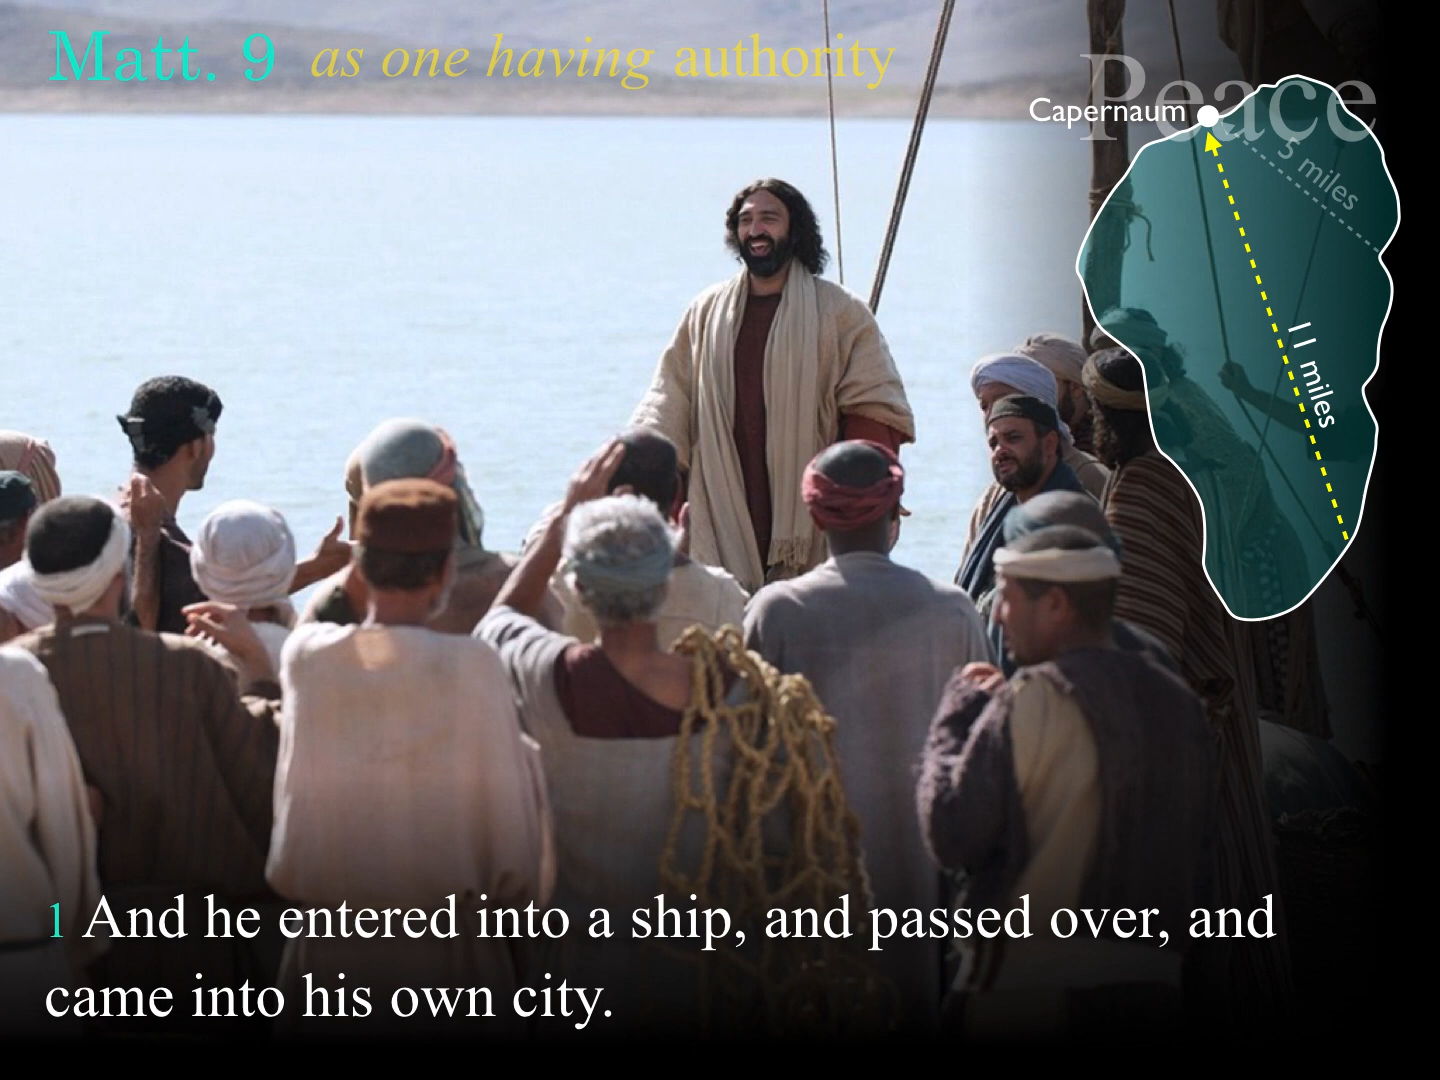 Matt. 9 as one having authority
Peace
Capernaum
5 miles
11 miles
1 And he entered into a ship, and passed over, and
came into his own city.